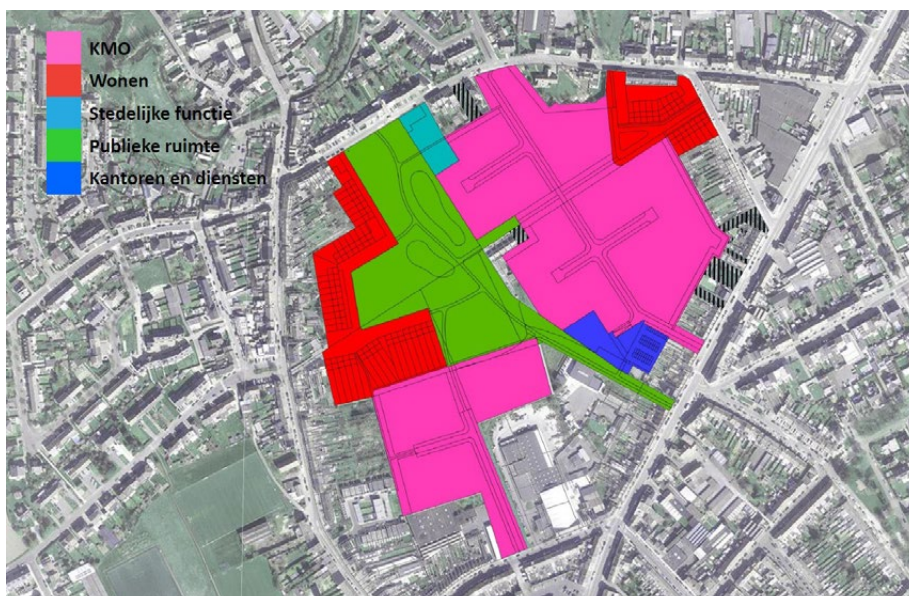 KMO
Wonen
Stedelijke functie
Publieke ruimte
Kantoren en diensten